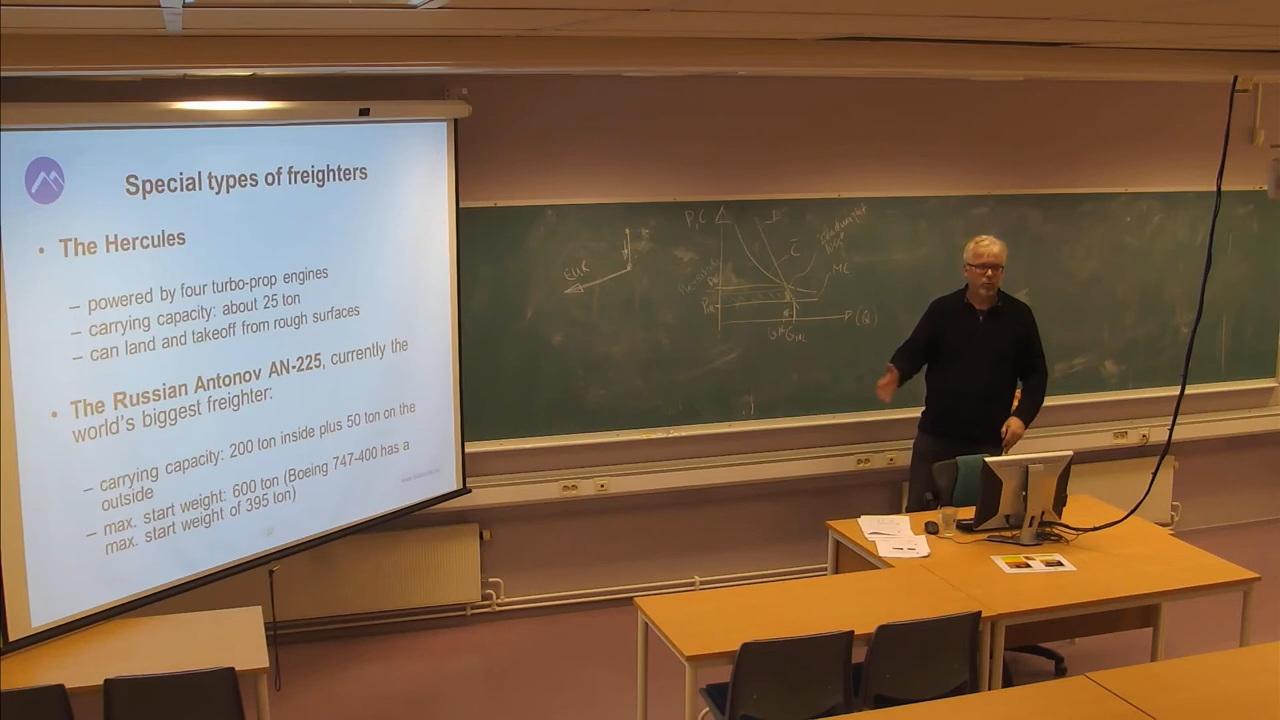 Special types of freighters
• The Hercules
– powered by four turbo-prop engines
– carrying capacity: about 25 ton
– can land and takeoff from rough surfaces
• The Russian Antonov AN-225, currently the
world's biggest freighter:
– carrying capacity: 200 ton inside plus 50 ton on the
outside
– max. start weight: 600 ton (Boeing 747-400 has a
max. start weight of 395 ton)
P,C
D
C
MC
EUR
(Q)